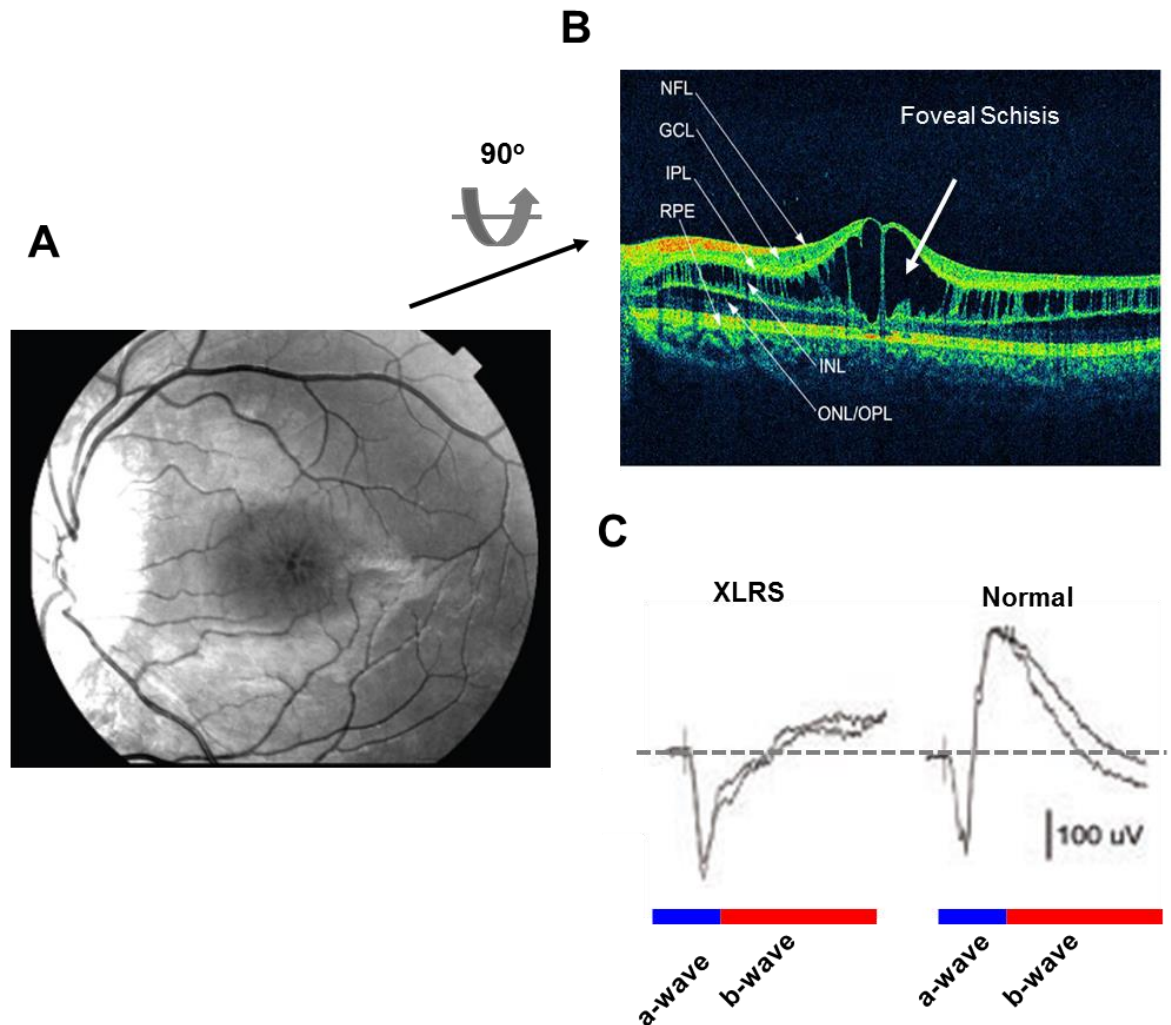 B
NFL
GCL
IPL
RPE
Foveal Schisis
INL
ONL/OPL
90º
A
C
XLRS
Normal
100 uV
a-wave
b-wave
a-wave
b-wave